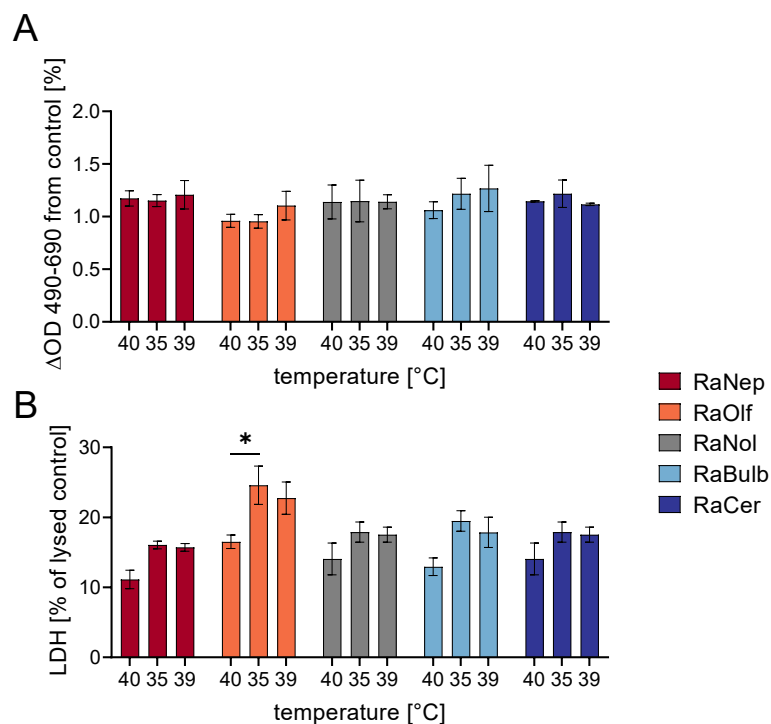 A
ΔOD 490-690 from control [%]
2.0
1.5
1.0
0.5
0.0
40 35 39 40 35 39 40 35 39 40 35 39 40 35 39
temperature [°C]
B
LDH [% of lysed control]
30
20
10
0
*
40 35 39 40 35 39 40 35 39 40 35 39 40 35 39
temperature [°C]
RaNep
RaOlf
RaNol
RaBulb
RaCer